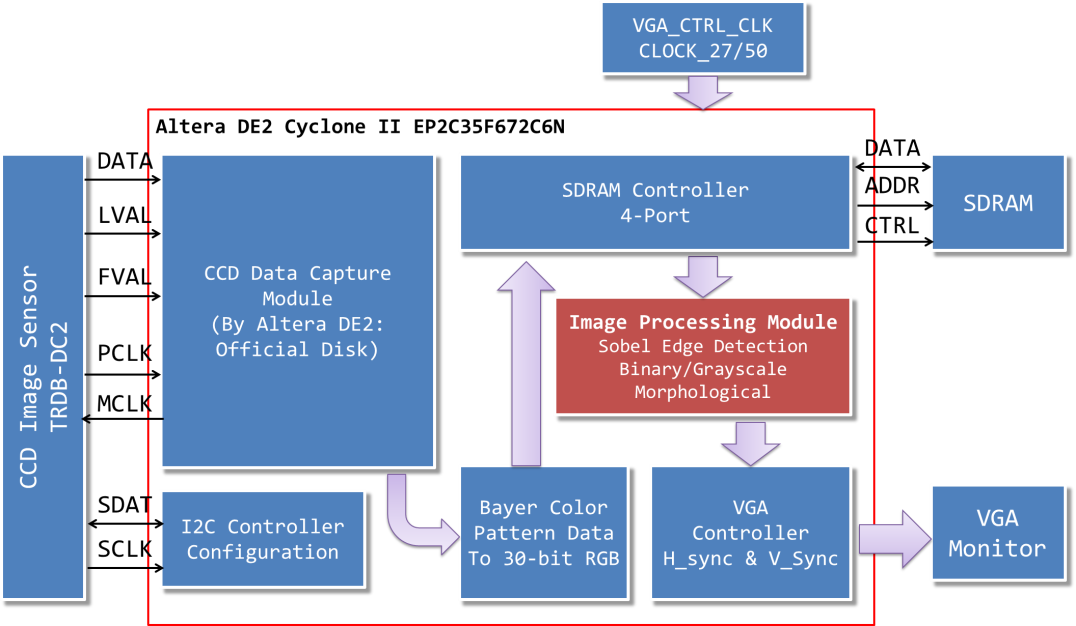 VGA_CTRL_CLK
CLOCK_27/50
Altera DE2 Cyclone II EP2C35F672C6N
CCD Image Sensor
TRDB-DC2
DATA
LVAL
FVAL
PCLK
MCLK
SDAT
SCLK
CCD Data Capture
Module
(By Altera DE2:
Official Disk)
I2C Controller
Configuration
SDRAM Controller
4-Port
DATA
ADDR
CTRL
SDRAM
Image Processing Module
Sobel Edge Detection
Binary/Grayscale
Morphological
Bayer Color
Pattern Data
To 30-bit RGB
VGA
Controller
H_sync & V_Sync
VGA
Monitor